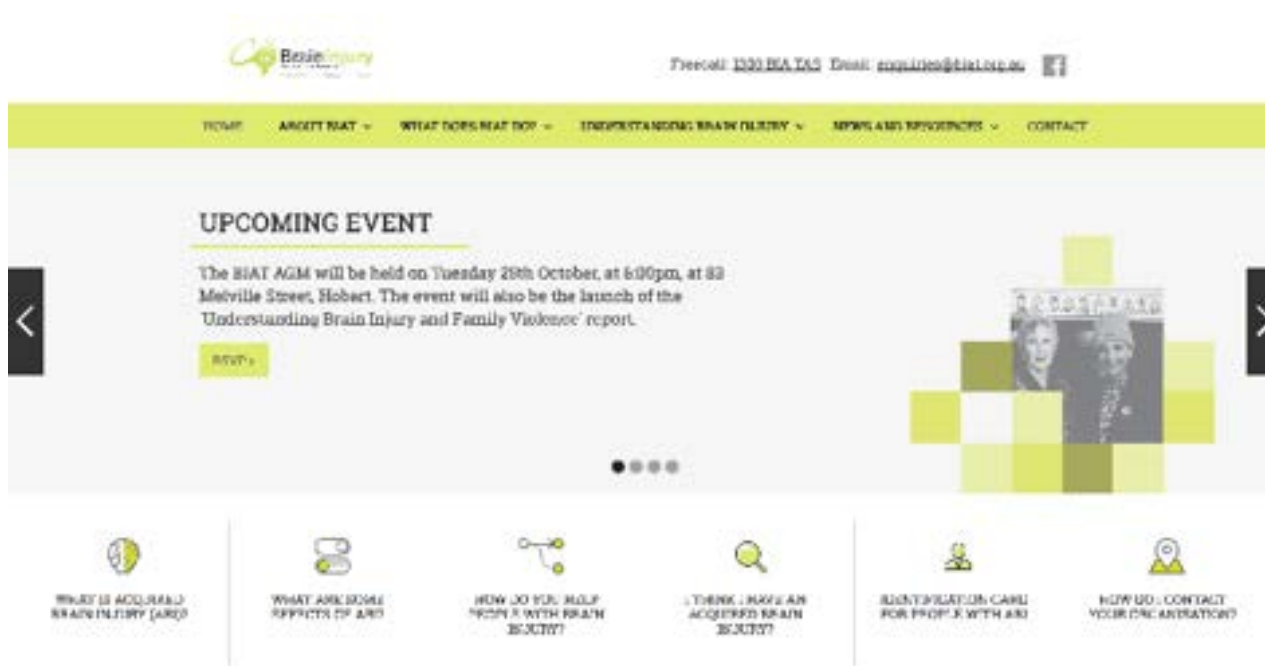 Brain Injury
Freecall: 1300 BIA TAS Email: enquiries@biat.org.au
HOME ABOUT BIAT WHAT DOES BIAT DO? UNDERSTANDING BRAIN INJURY NEWS AND RESOURCES CONTACT
UPCOMING EVENT
The BIAT AGM will be held on Tuesday 29th October, at 6:00pm, at 83
Melville Street, Hobart. The event will also be the launch of the
'Understanding Brain Injury and Family Violence' report.
RSVP »
WHAT IS ACQUIRED
BRAIN INJURY (ABI)?
WHAT ARE SOME
EFFECTS OF ABI?
HOW DO YOU HELP
PEOPLE WITH BRAIN
INJURY?
I THINK I HAVE AN
ACQUIRED BRAIN
INJURY?
IDENTIFICATION CARD
FOR PEOPLE WITH ABI
HOW DO I CONTACT
YOUR ORGANISATION?